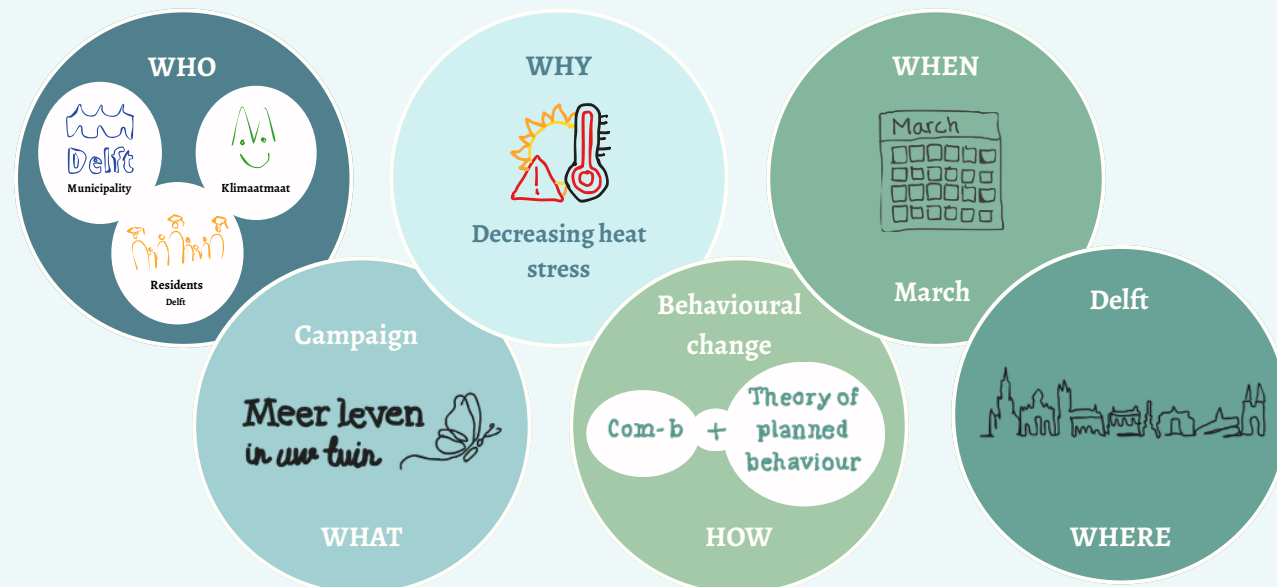 WHO
Delft
Municipality
Klimaatmaat
Residents
Delft
Campaign
Meer leven
in uw tuin
WHAT
WHY
Decreasing heat
stress
Behavioural
change
Com-b +
Theory of
planned
behaviour
HOW
WHEN
March
March
Delft
WHERE